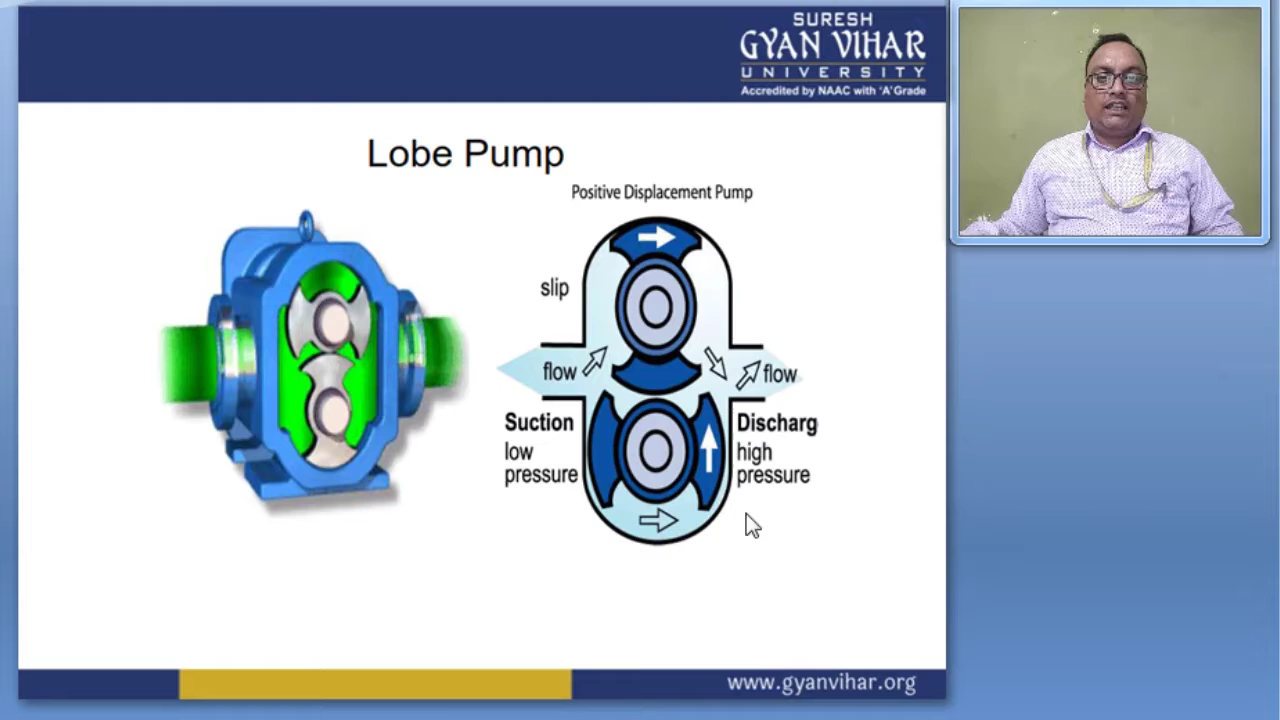 SURESH
GYAN VIHAR
UNIVERSITY
Accredited by NAAC with 'A' Grade
Lobe Pump
Positive Displacement Pump
slip
flow
flow
Suction
low
pressure
Discharg
high
pressure
www.gyanvihar.org